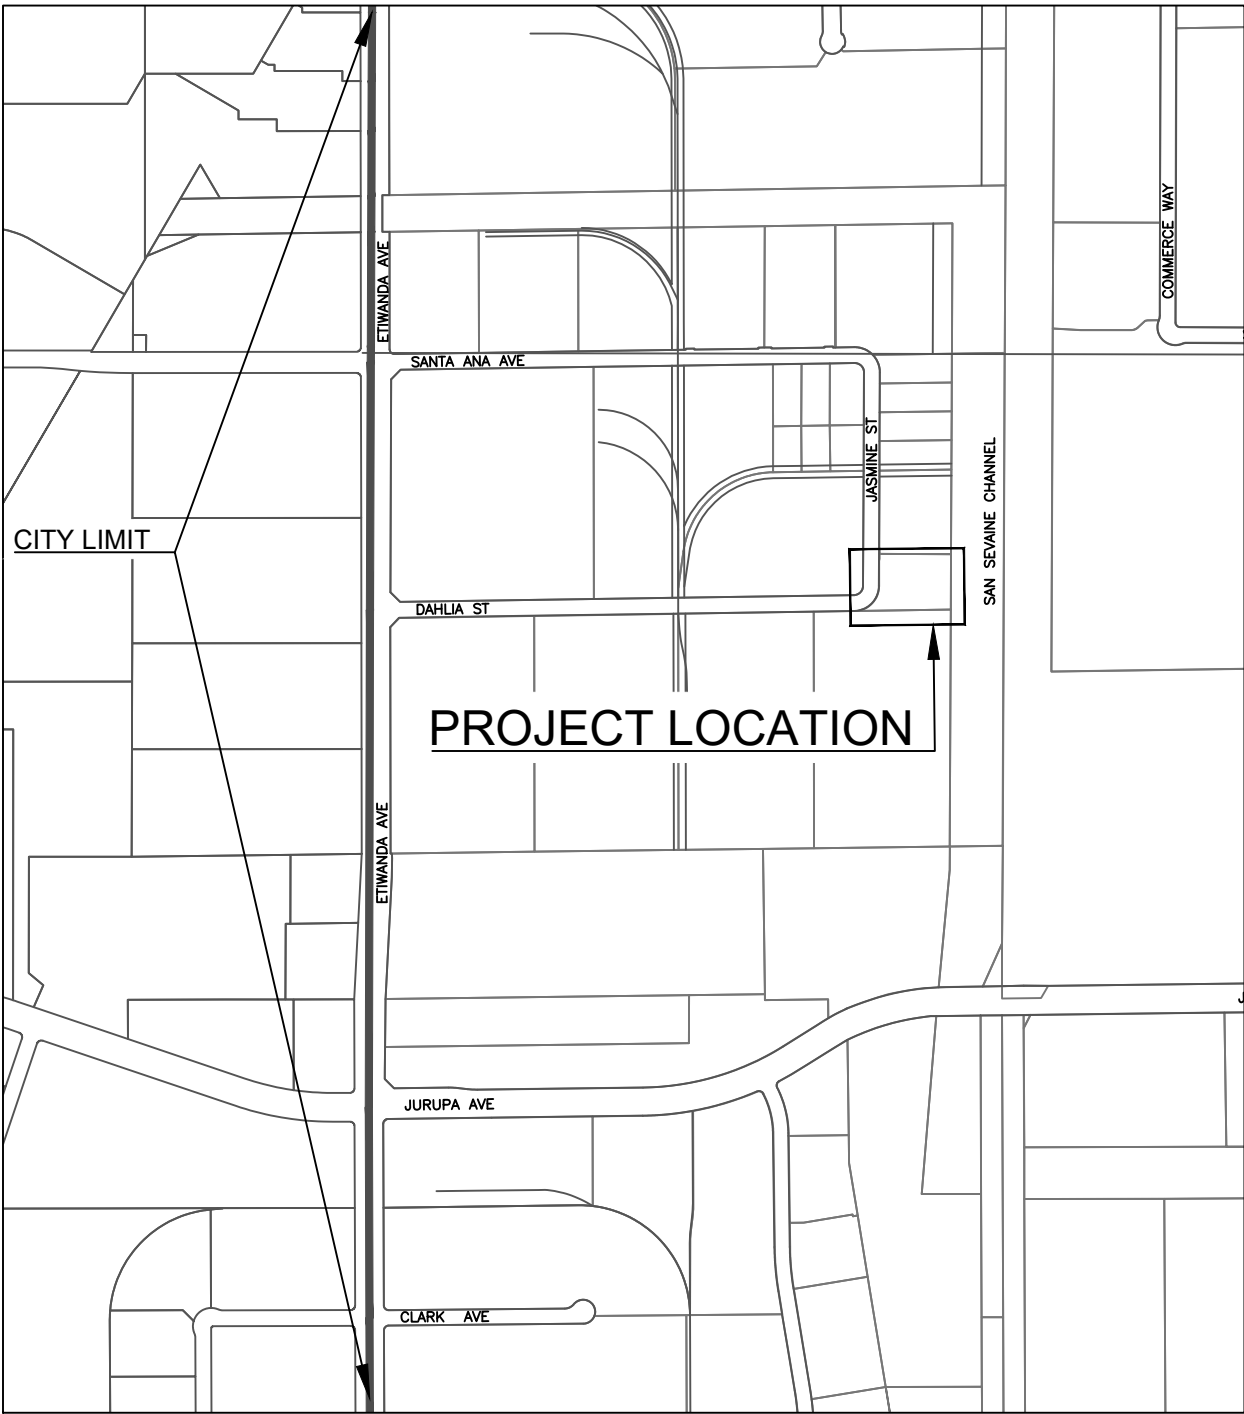 COMMERCE WAY
ETIWANDA AVE
SANTA ANA AVE
JASMINE ST
SAN SEVAINE CHANNEL
CITY LIMIT
DAHLIA ST
PROJECT LOCATION
ETIWANDA AVE
JURUPA AVE
CLARK AVE